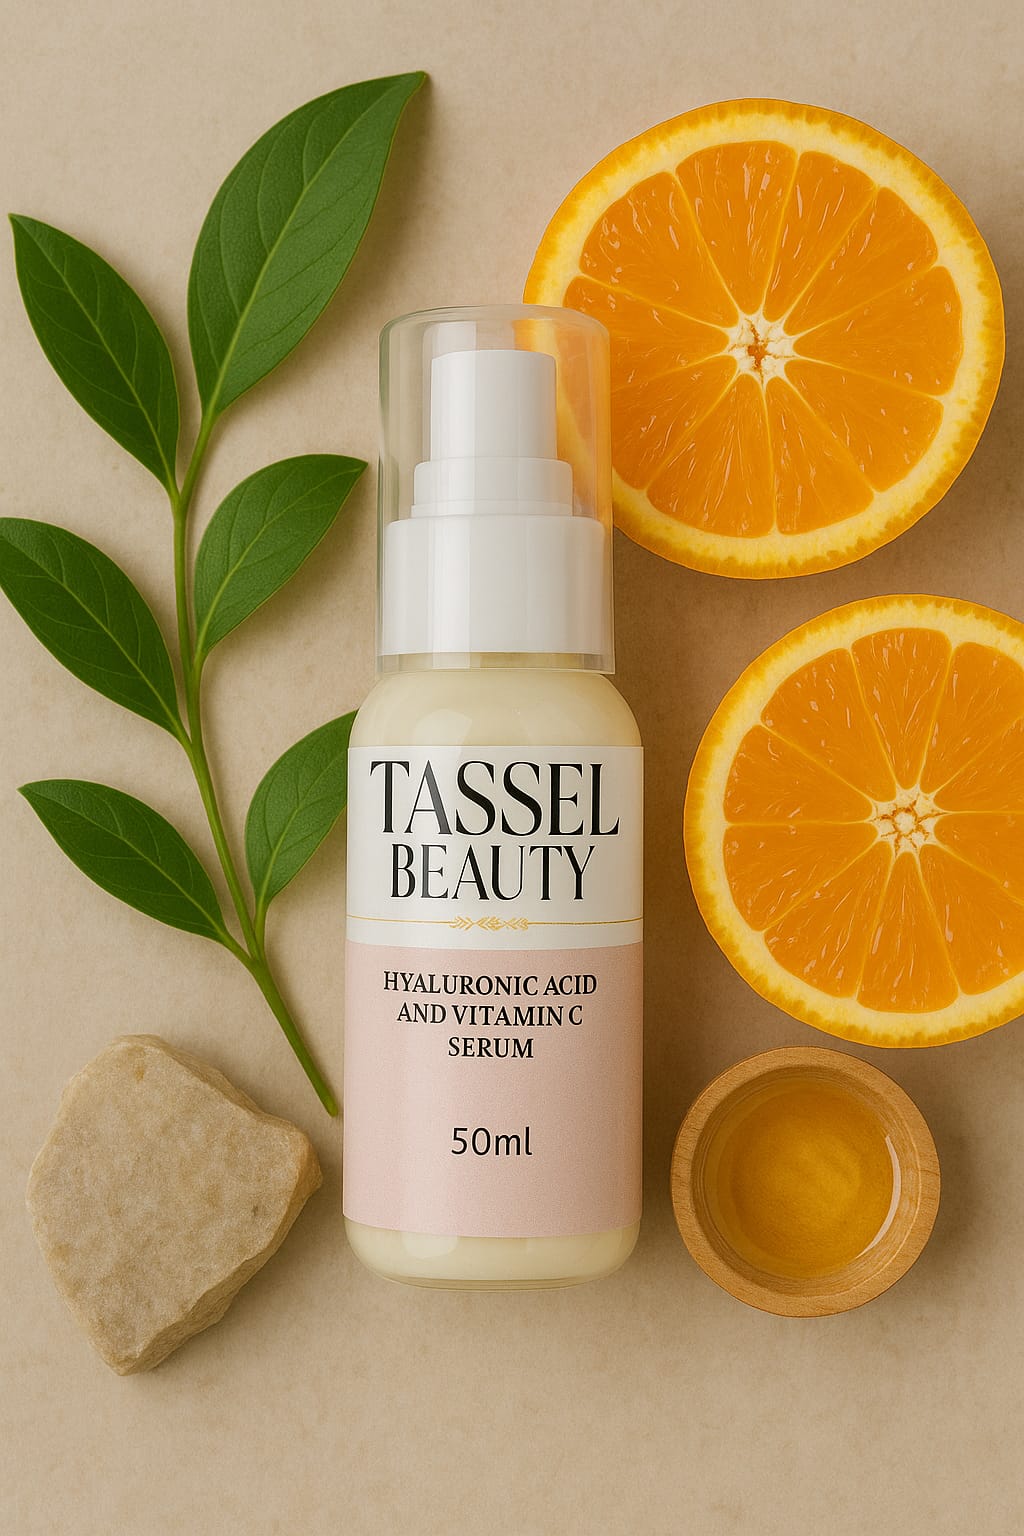 TASSEL
BEAUTY
HYALURONIC ACID
AND VITAMIN C
SERUM
50ml